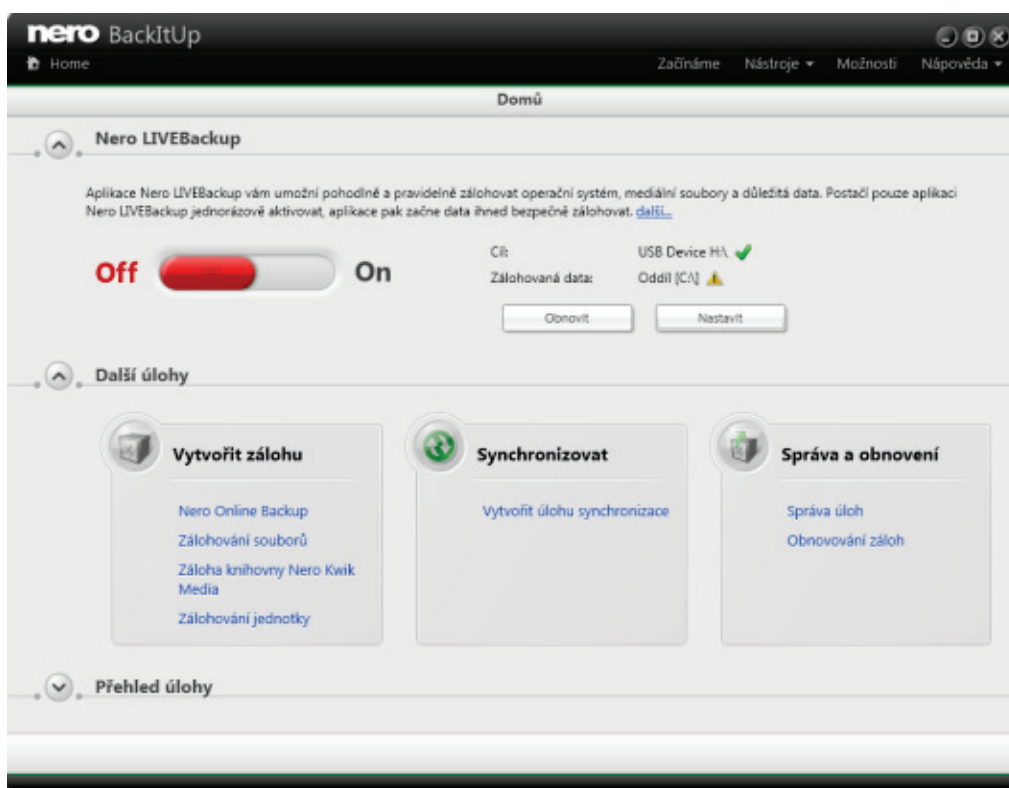 nero BackItUp
Home
Začínáme Nástroje Možnosti Nápověda
Domů
Nero LIVEBackup
Aplikace Nero LIVEBackup vám umožní pohodlně a pravidelně zálohovat operační systém, mediální soubory a důležitá data. Postačí pouze aplikaci
Nero LIVEBackup jednorázově aktivovat, aplikace pak začne data ihned bezpečně zálohovat. další...
Off On
Cíl: USB Device H:\
Zálohovaná data: Oddíl [C:\]
Obnovit Nastavit
Další úlohy
Vytvořit zálohu
Nero Online Backup
Zálohování souborů
Záloha knihovny Nero Kwik
Media
Zálohování jednotky
Synchronizovat
Vytvořit úlohu synchronizace
Správa a obnovení
Správa úloh
Obnovování záloh
Přehled úlohy